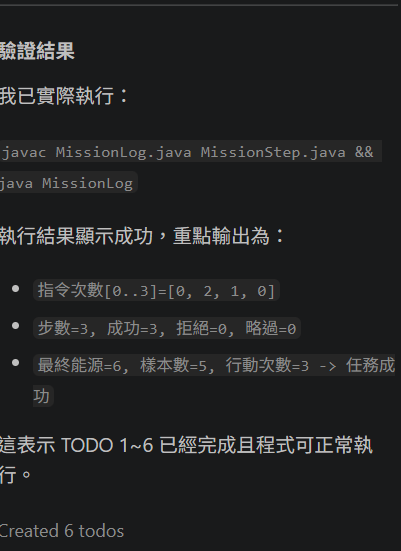 驗證結果
我已實際執行：
javac MissionLog.java MissionStep.java &&
java MissionLog
執行結果顯示成功，重點輸出為：
指令次數[0..3]=[0, 2, 1, 0]
步數=3, 成功=3, 拒絕=0, 略過=0
最終能源=6, 樣本數=5, 行動次數=3 -> 任務成
功
這表示 TODO 1~6 已經完成且程式可正常執
行。
Created 6 todos